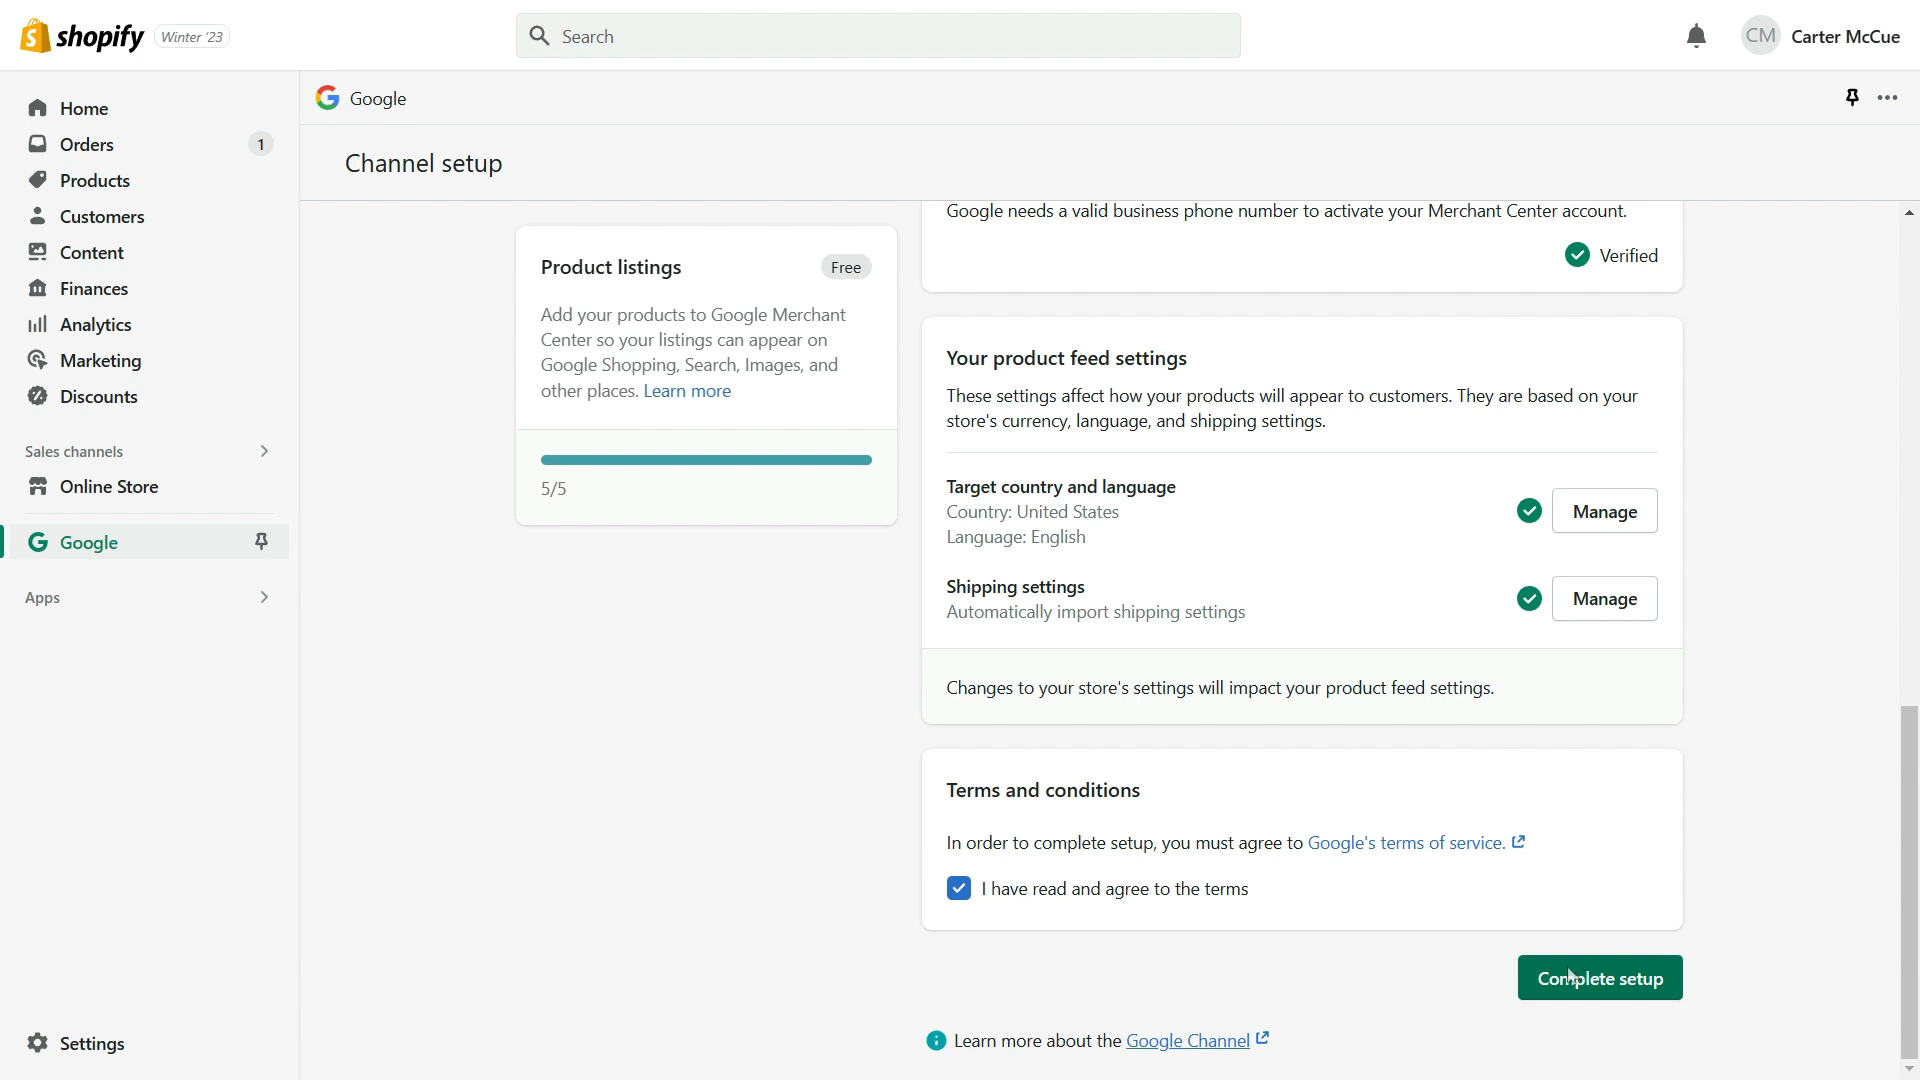 shopify Winter '23
Search
CM Carter McCue
Home
Orders 1
Products
Customers
Content
Finances
Analytics
Marketing
Discounts
Sales channels
Online Store
Google
Apps
Settings
Google
Channel setup
Product listings Free
Add your products to Google Merchant
Center so your listings can appear on
Google Shopping, Search, Images, and
other places. Learn more
5/5
Google needs a valid business phone number to activate your Merchant Center account.
Verified
Your product feed settings
These settings affect how your products will appear to customers. They are based on your
store's currency, language, and shipping settings.
Target country and language
Country: United States
Language: English
Manage
Shipping settings
Automatically import shipping settings
Manage
Changes to your store's settings will impact your product feed settings.
Terms and conditions
In order to complete setup, you must agree to Google's terms of service.
I have read and agree to the terms
Complete setup
Learn more about the Google Channel